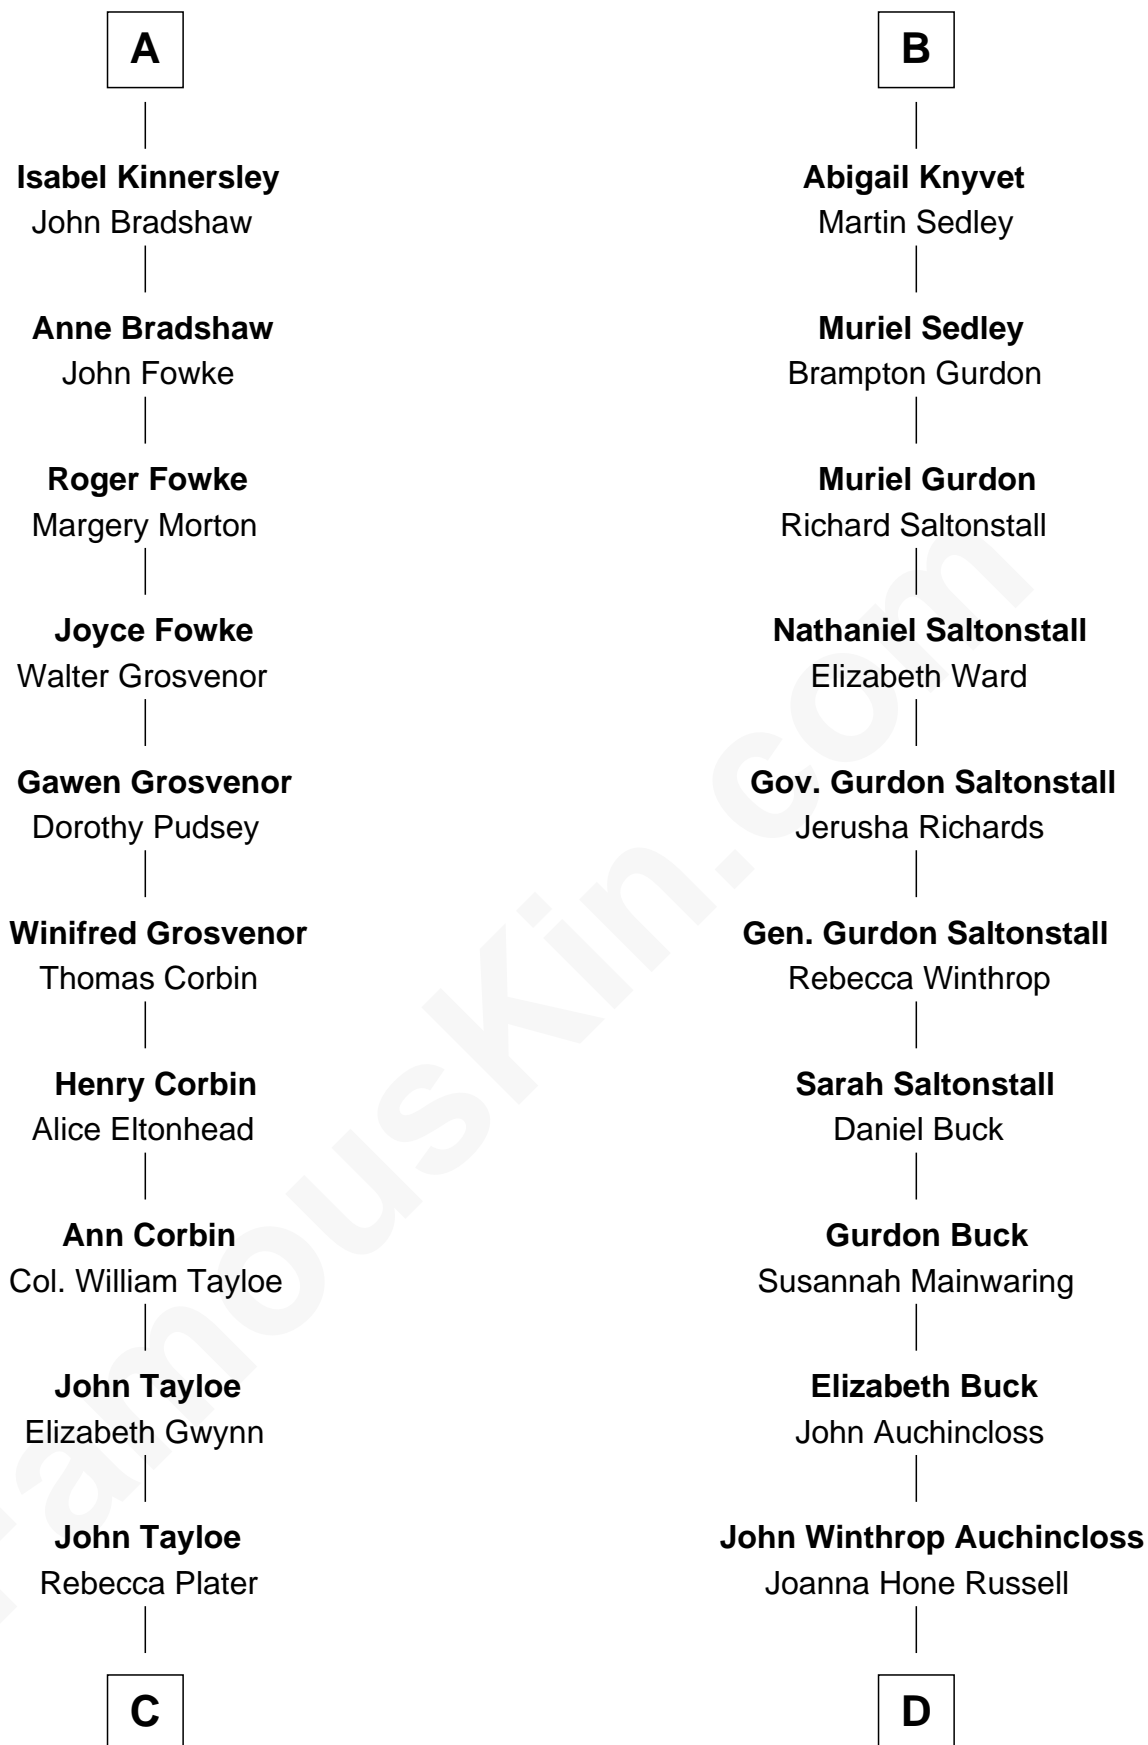 A
Isabel Kinnersley
John Bradshaw
Anne Bradshaw
John Fowke
Roger Fowke
Margery Morton
Joyce Fowke
Walter Grosvenor
Gawen Grosvenor
Dorothy Pudsey
Winifred Grosvenor
Thomas Corbin
Henry Corbin
Alice Eltonhead
Ann Corbin
Col. William Tayloe
John Tayloe
Elizabeth Gwynn
John Tayloe
Rebecca Plater
C
B
Abigail Knyvet
Martin Sedley
Muriel Sedley
Brampton Gurdon
Muriel Gurdon
Richard Saltonstall
Nathaniel Saltonstall
Elizabeth Ward
Gov. Gurdon Saltonstall
Jerusha Richards
Gen. Gurdon Saltonstall
Rebecca Winthrop
Sarah Saltonstall
Daniel Buck
Gurdon Buck
Susannah Mainwaring
Elizabeth Buck
John Auchincloss
John Winthrop Auchincloss
Joanna Hone Russell
D
FamousKin.com